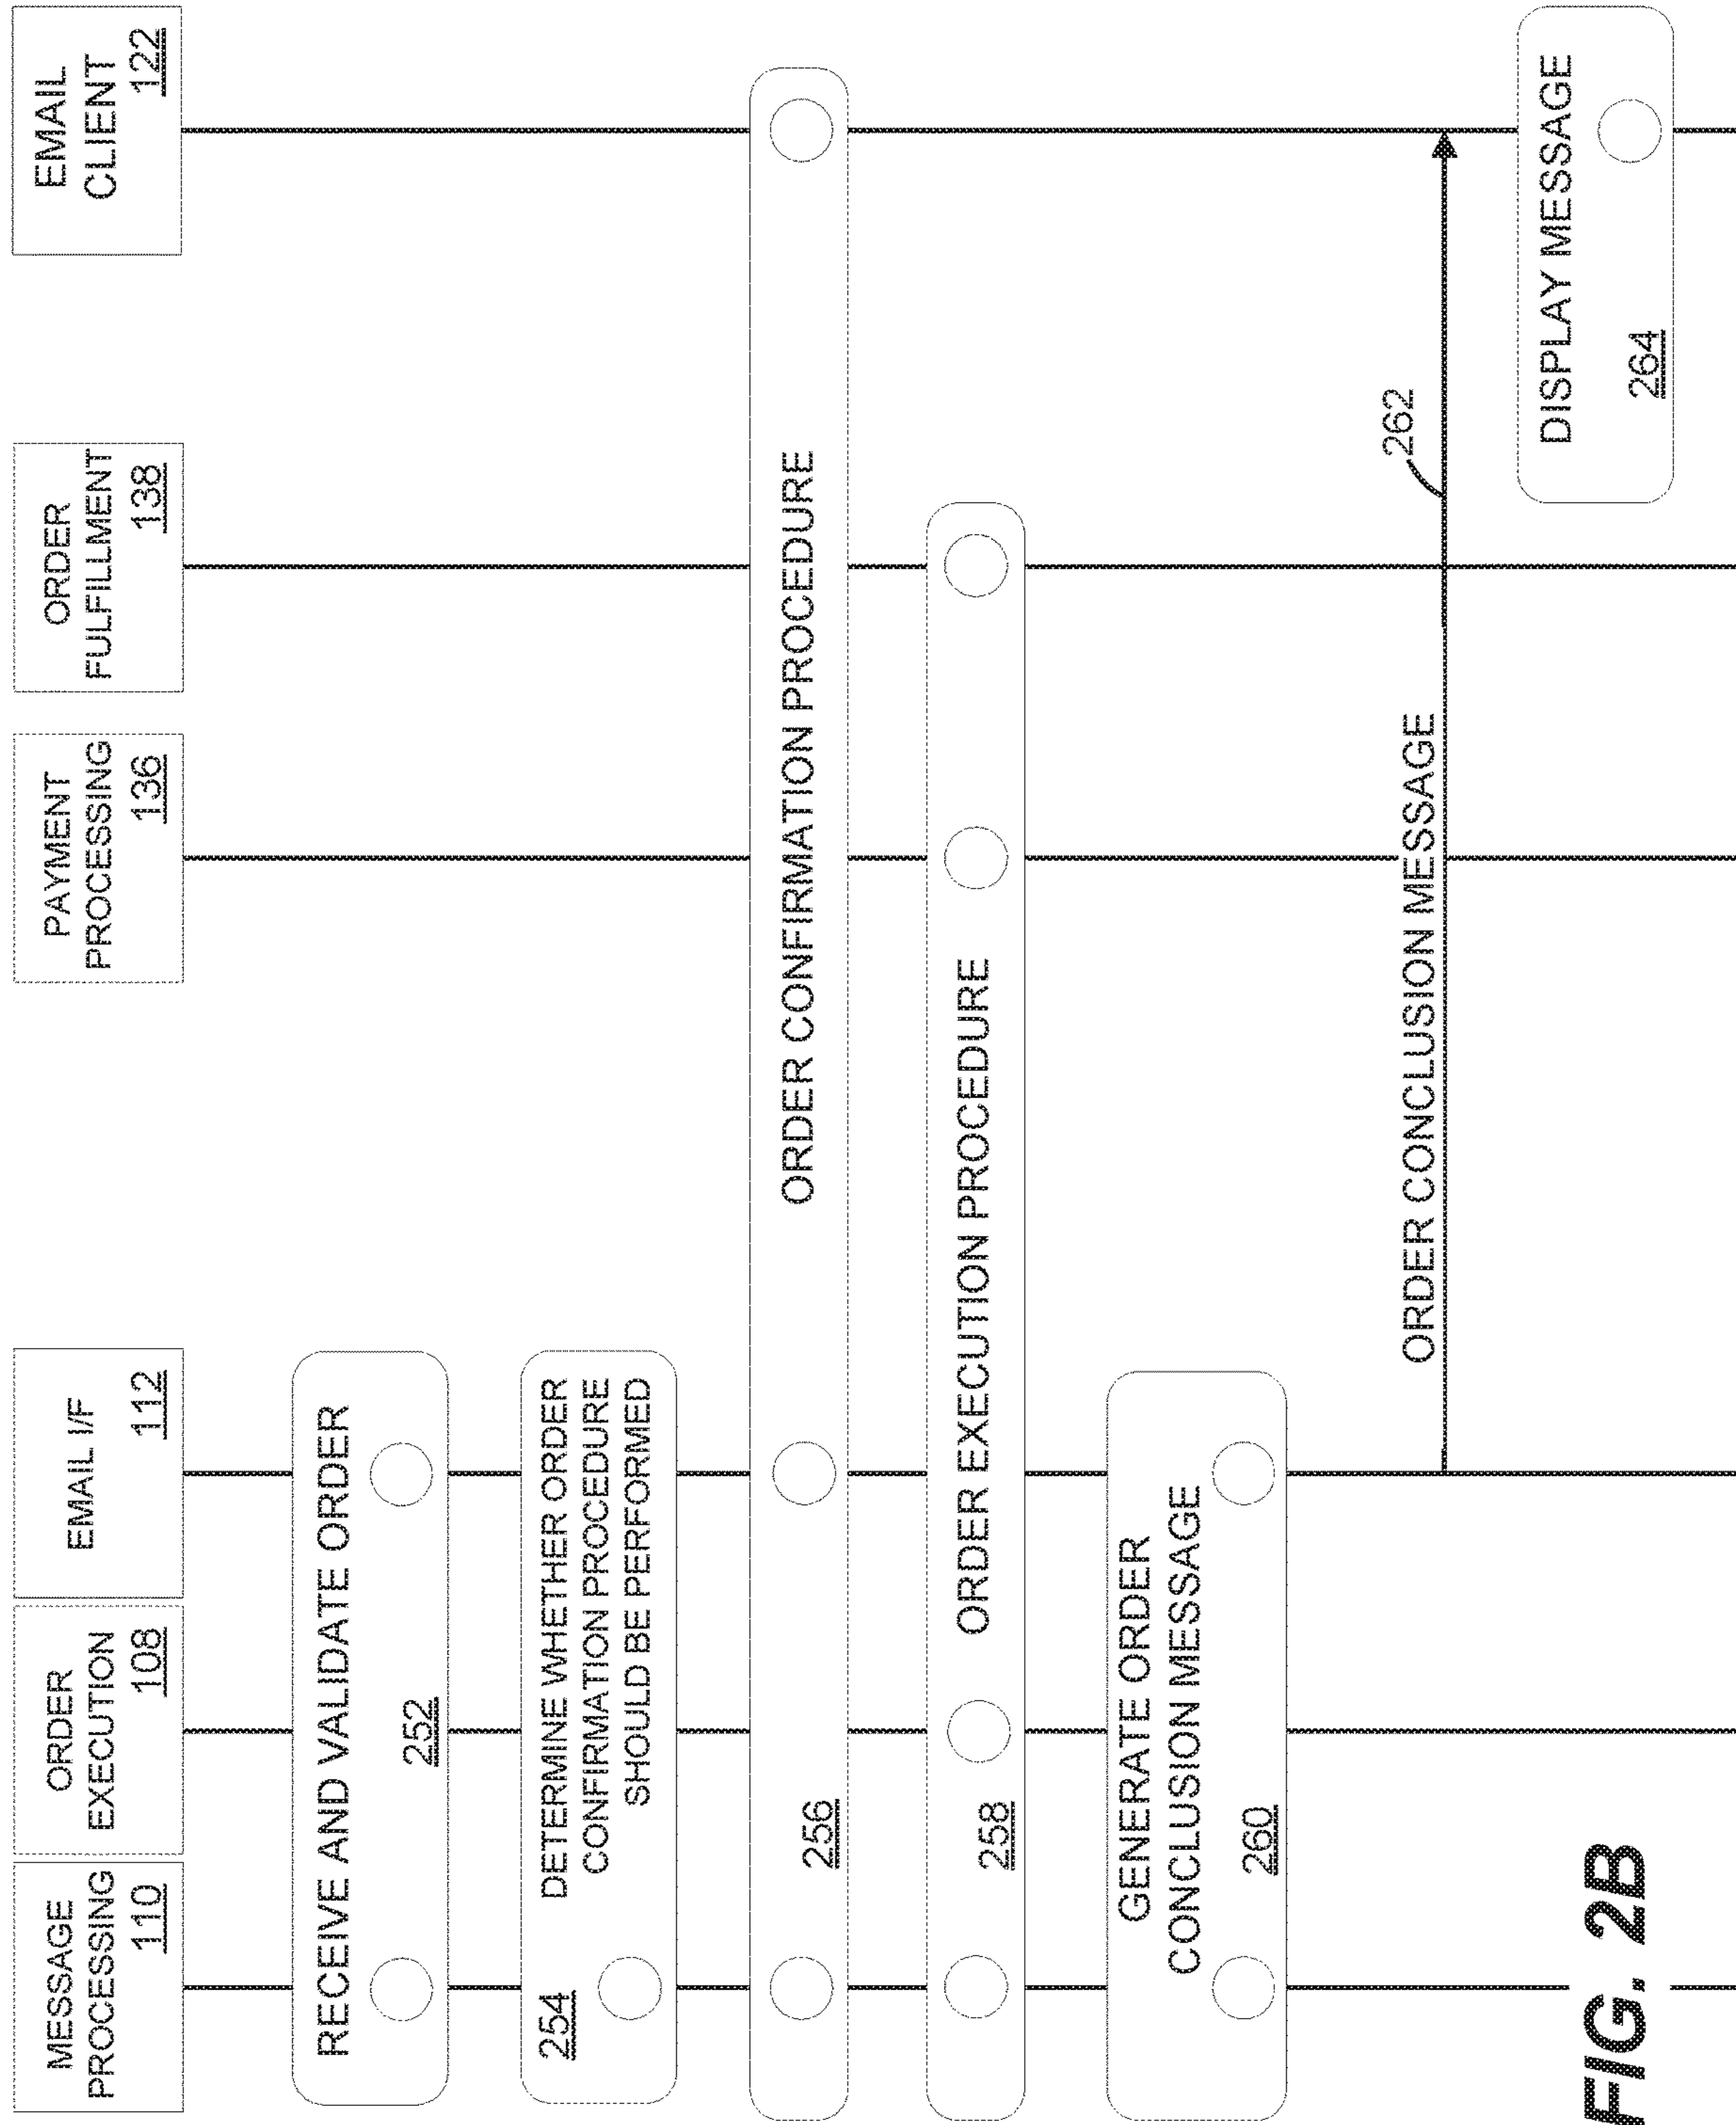 MESSAGE
PROCESSING
110
ORDER
EXECUTION
108
EMAIL I/F
112
PAYMENT
PROCESSING
136
ORDER
FULFILLMENT
138
EMAIL
CLIENT
122
RECEIVE AND VALIDATE ORDER
252
254
DETERMINE WHETHER ORDER
CONFIRMATION PROCEDURE
SHOULD BE PERFORMED
ORDER CONFIRMATION PROCEDURE
256
ORDER EXECUTION PROCEDURE
258
GENERATE ORDER
CONCLUSION MESSAGE
260
ORDER CONCLUSION MESSAGE
262
DISPLAY MESSAGE
264
FIG. 2B